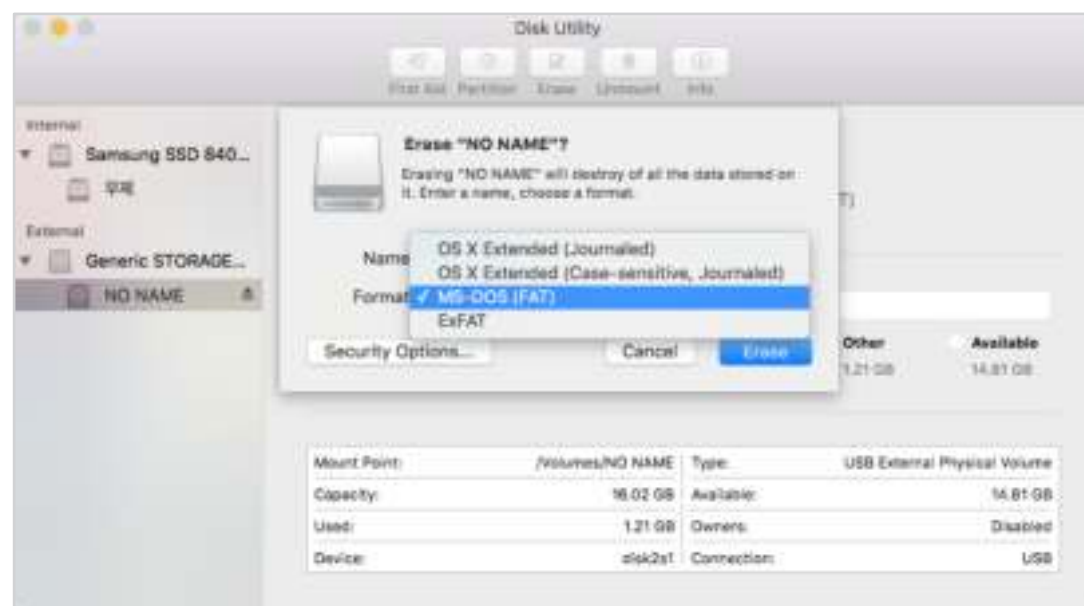 Disk Utility
First Aid Partition Erase Unmount Info
Internal
Samsung SSD 840...
무제
External
Generic STORAGE...
NO NAME
Erase "NO NAME"?
Erasing "NO NAME" will destroy of all the data stored on
it. Enter a name, choose a format.
Name
Format
OS X Extended (Journaled)
OS X Extended (Case-sensitive, Journaled)
✓ MS-DOS (FAT)
ExFAT
Security Options...
Cancel
Erase
T)
Other Available
1.21 GB 14.81 GB
Mount Point: /Volumes/NO NAME Type: USB External Physical Volume
Capacity: 16.02 GB Available: 14.81 GB
Used: 1.21 GB Owners: Disabled
Device: disk2s1 Connection: USB